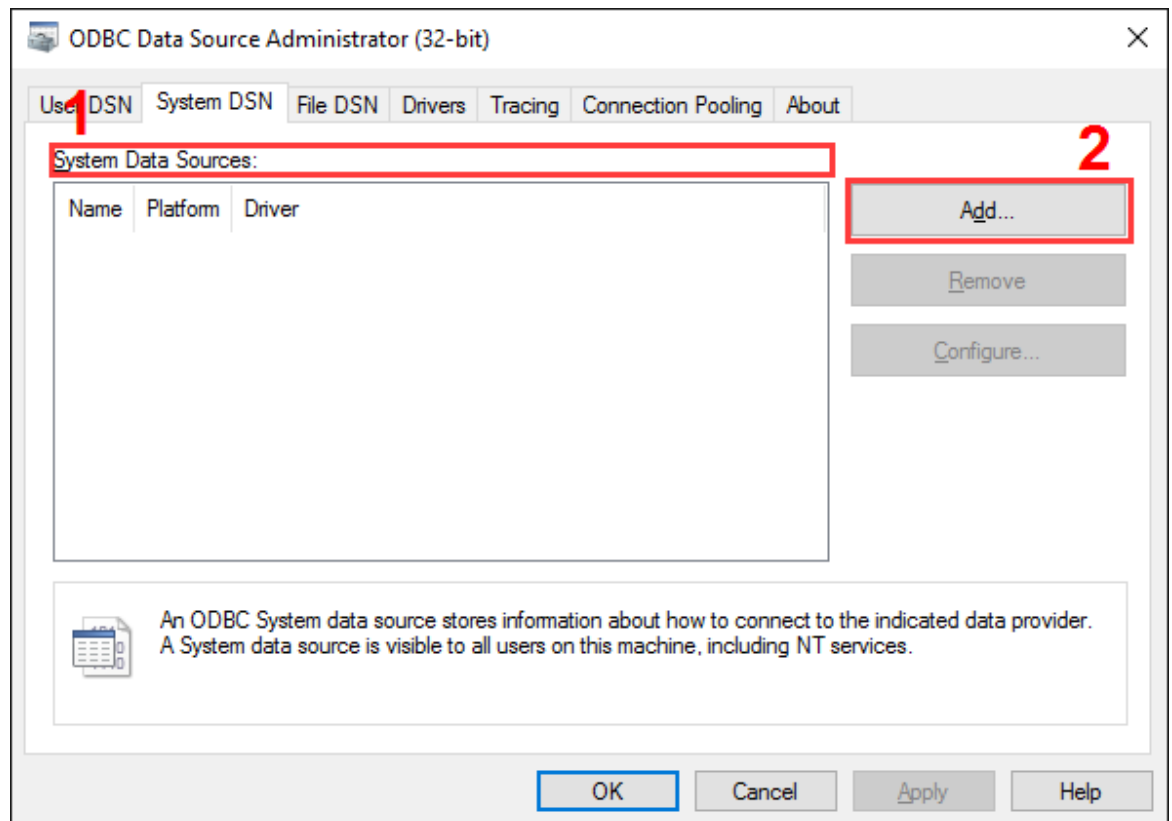 ODBC Data Source Administrator (32-bit)
User DSN System DSN File DSN Drivers Tracing Connection Pooling About
1
2
System Data Sources:
Name Platform Driver
Add...
Remove
Configure...
An ODBC System data source stores information about how to connect to the indicated data provider.
A System data source is visible to all users on this machine, including NT services.
OK Cancel Apply Help